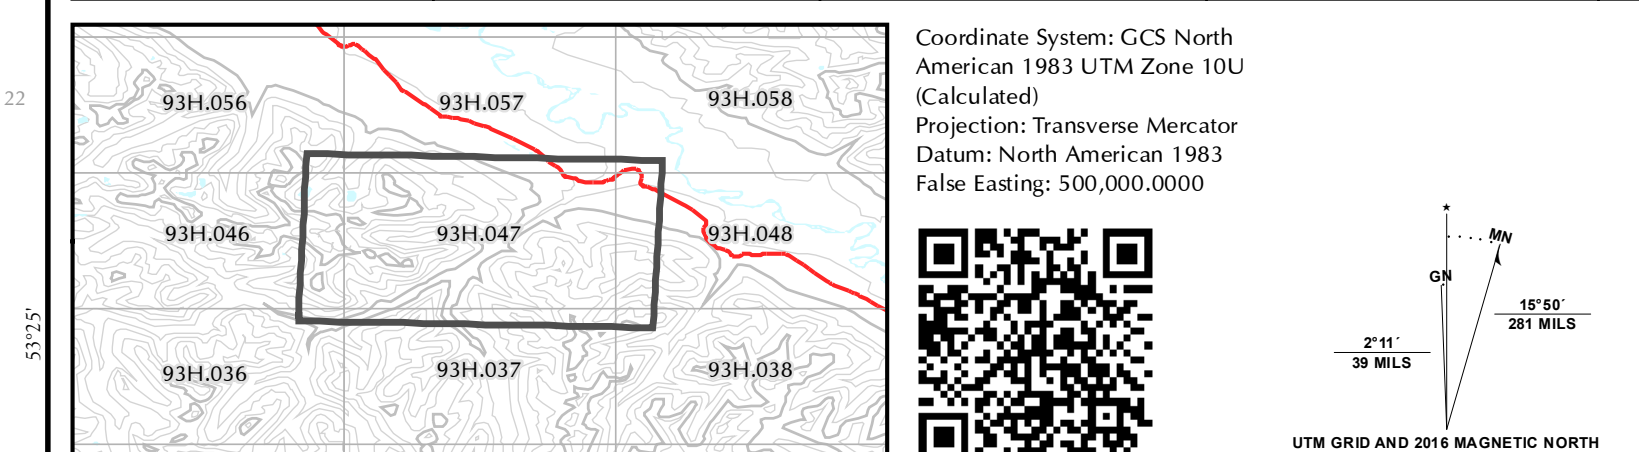 22
53°25'
93H.056
93H.057
93H.058
93H.046
93H.047
93H.048
93H.036
93H.037
93H.038
Coordinate System: GCS North
American 1983 UTM Zone 10U
(Calculated)
Projection: Transverse Mercator
Datum: North American 1983
False Easting: 500,000.0000
MN
GN
15°50´
281 MILS
2°11´
39 MILS
UTM GRID AND 2016 MAGNETIC NORTH